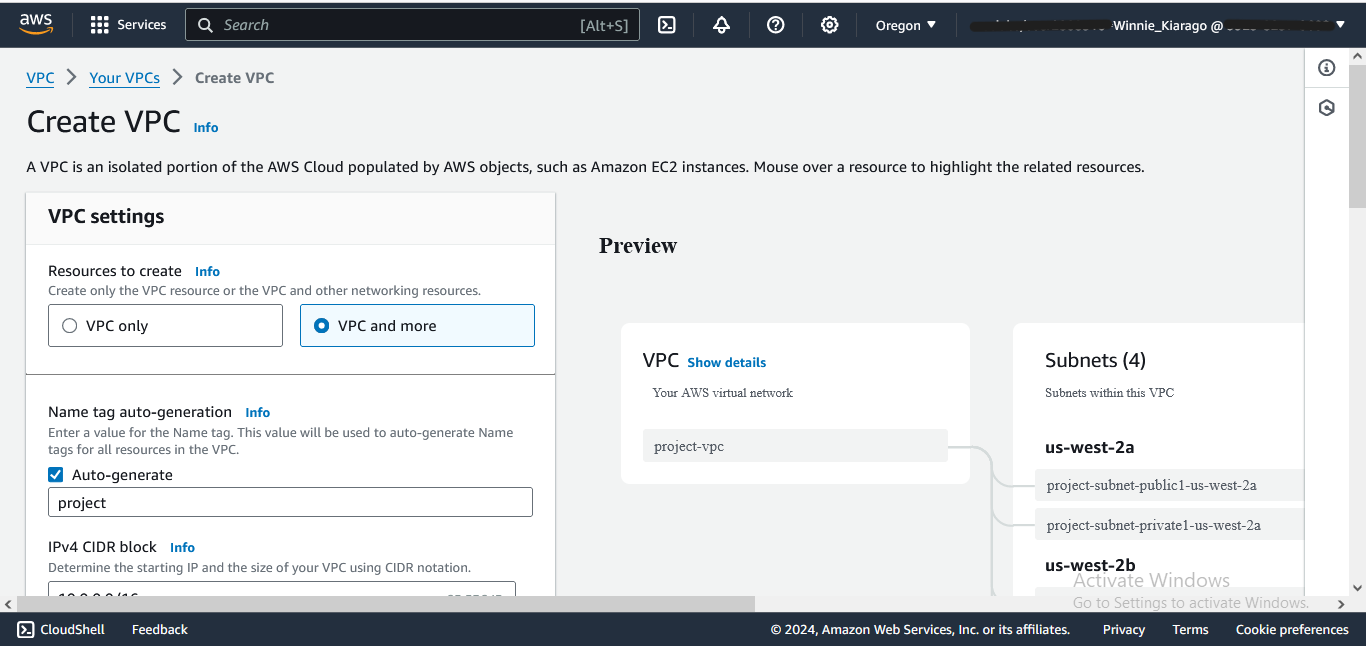 aws
Services
Search [Alt+S]
Oregon
Winnie_Kiarago @
VPC Your VPCs Create VPC
Create VPC Info
A VPC is an isolated portion of the AWS Cloud populated by AWS objects, such as Amazon EC2 instances. Mouse over a resource to highlight the related resources.
VPC settings
Resources to create Info
Create only the VPC resource or the VPC and other networking resources.
VPC only
VPC and more
Name tag auto-generation Info
Enter a value for the Name tag. This value will be used to auto-generate Name
tags for all resources in the VPC.
Auto-generate
project
IPv4 CIDR block Info
Determine the starting IP and the size of your VPC using CIDR notation.
Preview
VPC Show details
Your AWS virtual network
project-vpc
Subnets (4)
Subnets within this VPC
us-west-2a
project-subnet-public1-us-west-2a
project-subnet-private1-us-west-2a
us-west-2b
Activate Windows
Go to Settings to activate Windows.
CloudShell
Feedback
© 2024, Amazon Web Services, Inc. or its affiliates.
Privacy
Terms
Cookie preferences